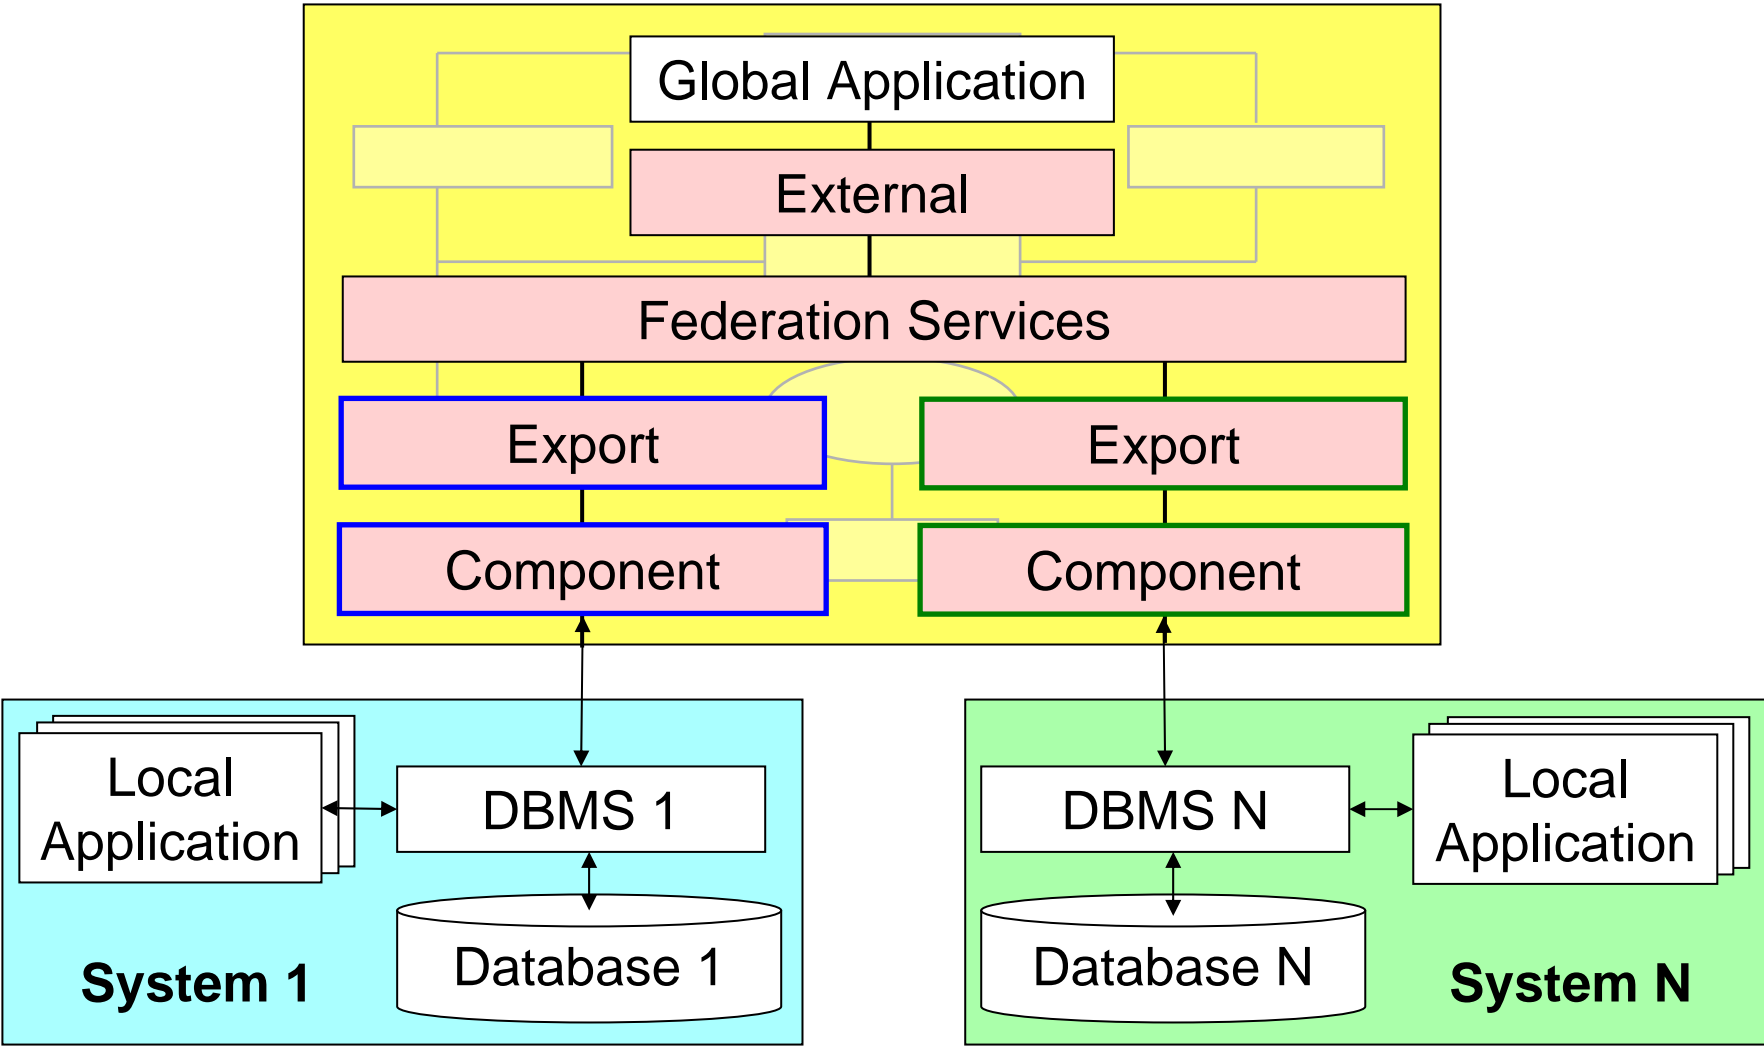 Global Application
External
Federation Services
Export
Export
Component
Component
Local
Application
DBMS 1
Database 1
System 1
DBMS N
Local
Application
Database N
System N